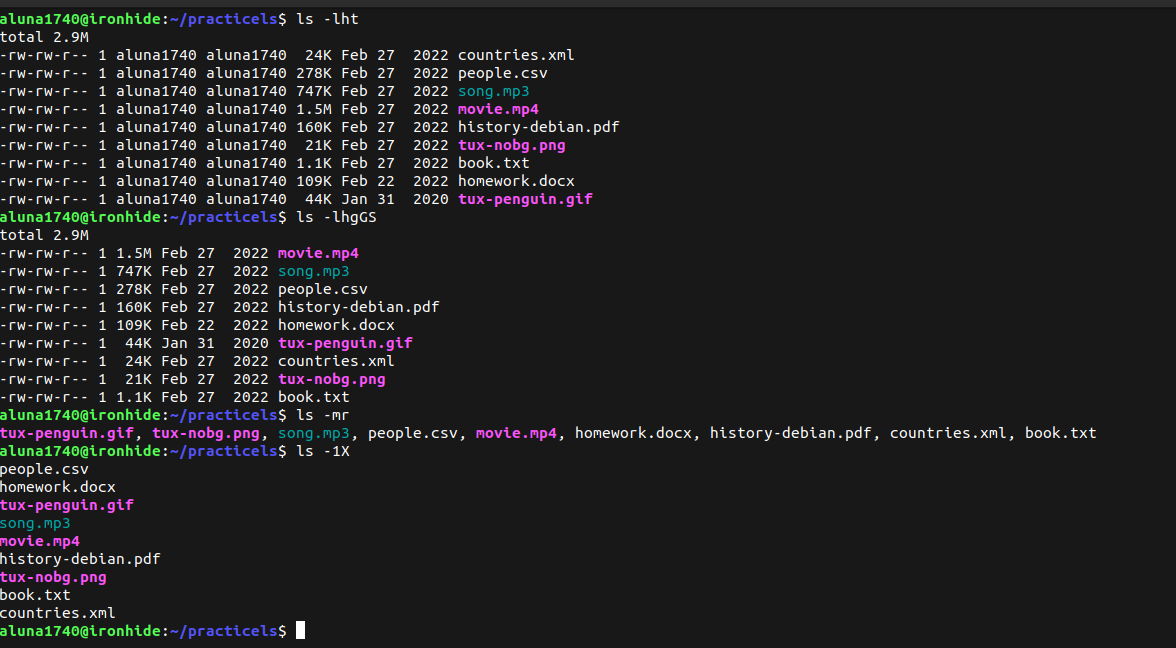 aluna1740@ironhide:~/practicels$ ls -lht
total 2.9M
-rw-rw-r-- 1 aluna1740 aluna1740  24K Feb 27  2022 countries.xml
-rw-rw-r-- 1 aluna1740 aluna1740 278K Feb 27  2022 people.csv
-rw-rw-r-- 1 aluna1740 aluna1740 747K Feb 27  2022 song.mp3
-rw-rw-r-- 1 aluna1740 aluna1740 1.5M Feb 27  2022 movie.mp4
-rw-rw-r-- 1 aluna1740 aluna1740 160K Feb 27  2022 history-debian.pdf
-rw-rw-r-- 1 aluna1740 aluna1740  21K Feb 27  2022 tux-nobg.png
-rw-rw-r-- 1 aluna1740 aluna1740 1.1K Feb 27  2022 book.txt
-rw-rw-r-- 1 aluna1740 aluna1740 109K Feb 22  2022 homework.docx
-rw-rw-r-- 1 aluna1740 aluna1740  44K Jan 31  2020 tux-penguin.gif
aluna1740@ironhide:~/practicels$ ls -lhgGS
total 2.9M
-rw-rw-r-- 1 1.5M Feb 27  2022 movie.mp4
-rw-rw-r-- 1 747K Feb 27  2022 song.mp3
-rw-rw-r-- 1 278K Feb 27  2022 people.csv
-rw-rw-r-- 1 160K Feb 27  2022 history-debian.pdf
-rw-rw-r-- 1 109K Feb 22  2022 homework.docx
-rw-rw-r-- 1  44K Jan 31  2020 tux-penguin.gif
-rw-rw-r-- 1  24K Feb 27  2022 countries.xml
-rw-rw-r-- 1  21K Feb 27  2022 tux-nobg.png
-rw-rw-r-- 1 1.1K Feb 27  2022 book.txt
aluna1740@ironhide:~/practicels$ ls -mr
tux-penguin.gif, tux-nobg.png, song.mp3, people.csv, movie.mp4, homework.docx, history-debian.pdf, countries.xml, book.txt
aluna1740@ironhide:~/practicels$ ls -1X
people.csv
homework.docx
tux-penguin.gif
song.mp3
movie.mp4
history-debian.pdf
tux-nobg.png
book.txt
countries.xml
aluna1740@ironhide:~/practicels$